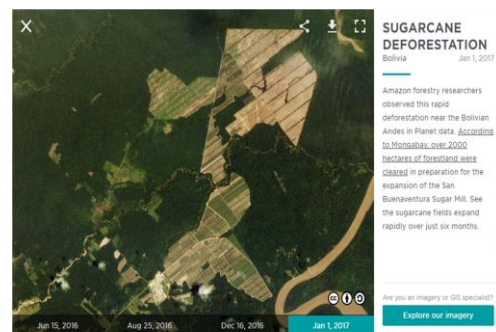 SUGARCANE
DEFORESTATION
Bolivia Jan 1, 2017
Amazon forestry researchers
observed this rapid
deforestation near the Bolivian
Andes in Planet data. According
to Mongabay, over 2000
hectares of forestland were
cleared in preparation for the
expansion of the San
Buenaventura Sugar Mill. See
the sugarcane fields expand
rapidly over just six months.
Are you an imagery or GIS specialist?
Explore our imagery
Jun 15, 2016 Aug 25, 2016 Dec 16, 2016 Jan 1, 2017